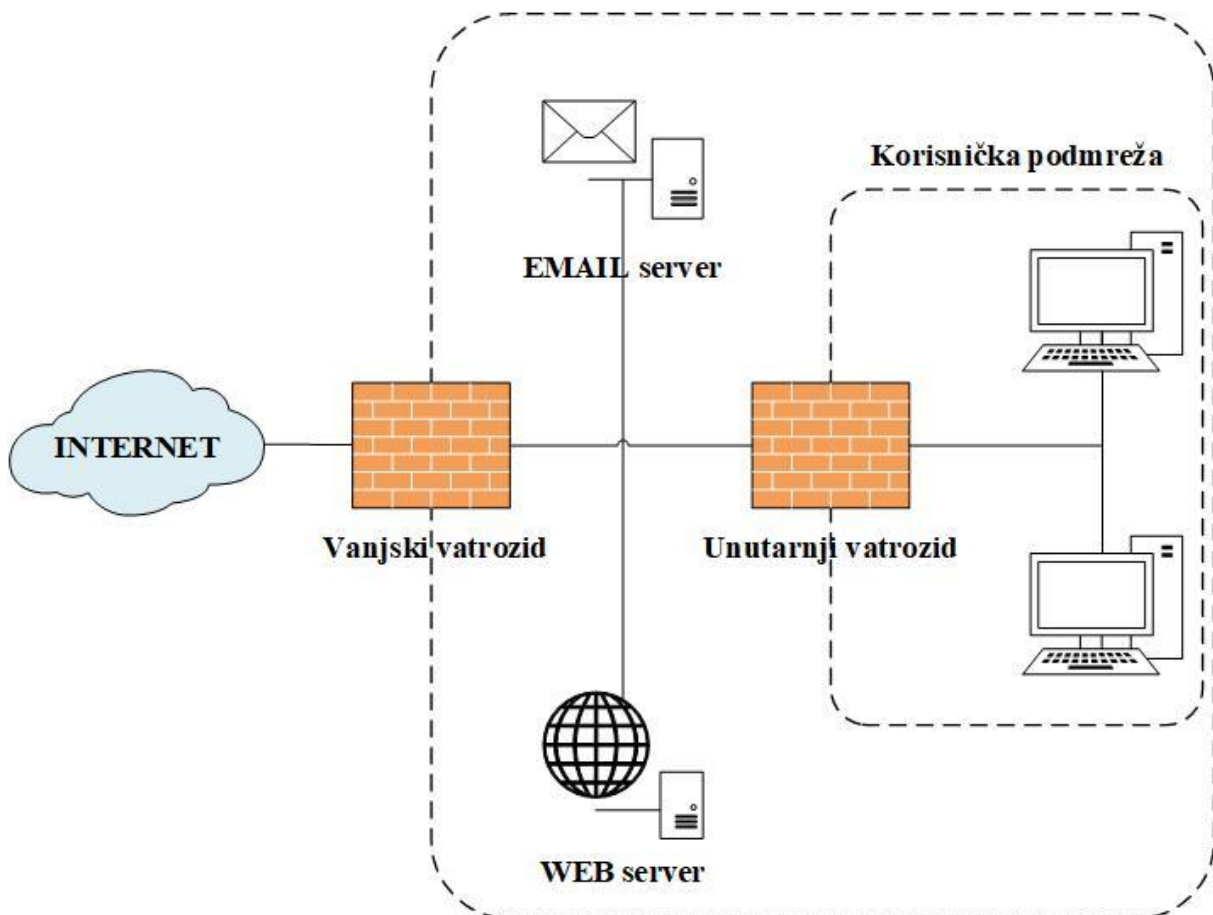 Korisnička podmreža
EMAIL server
INTERNET
Vanjski vatrozid
Unutarnji vatrozid
WEB server